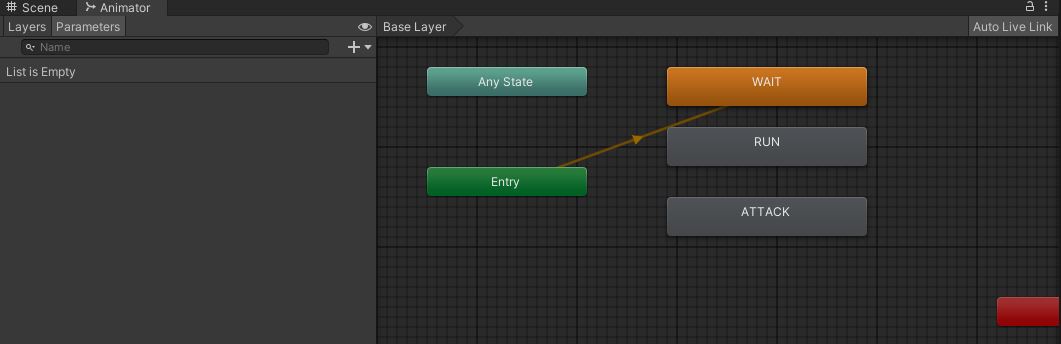 Scene
Animator
Layers
Parameters
Base Layer
Auto Live Link
Name
List is Empty
Any State
WAIT
RUN
Entry
ATTACK